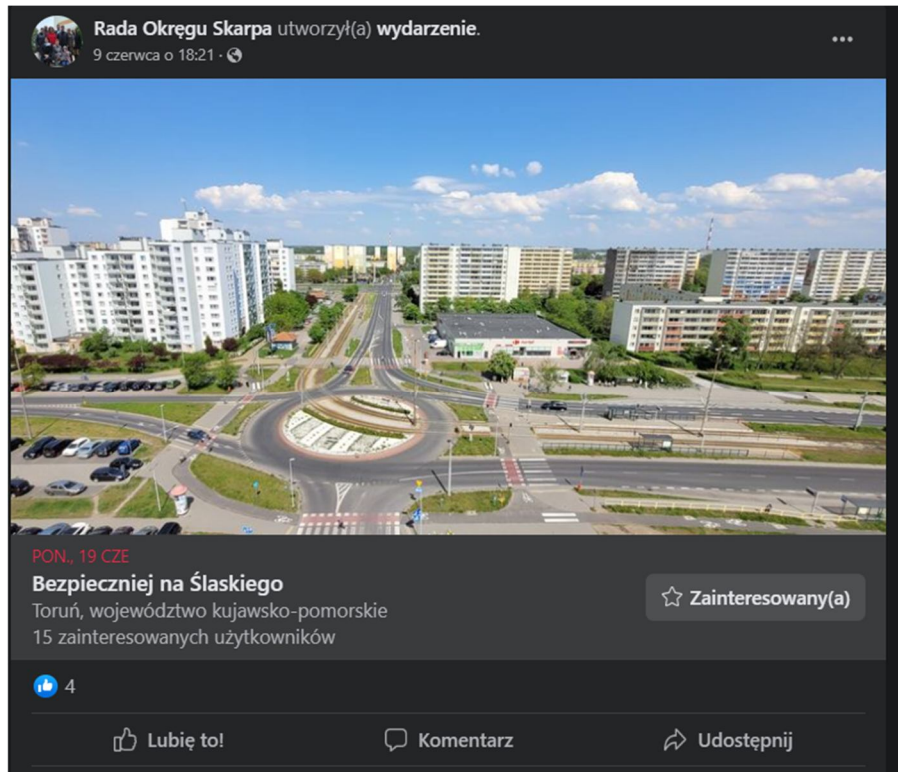 Rada Okręgu Skarpa utworzył(a) wydarzenie.
9 czerwca o 18:21 ·
PON., 19 CZE
Bezpieczniej na Ślaskiego
Toruń, województwo kujawsko-pomorskie
15 zainteresowanych użytkowników
Zainteresowany(a)
4
Lubię to!
Komentarz
Udostępnij